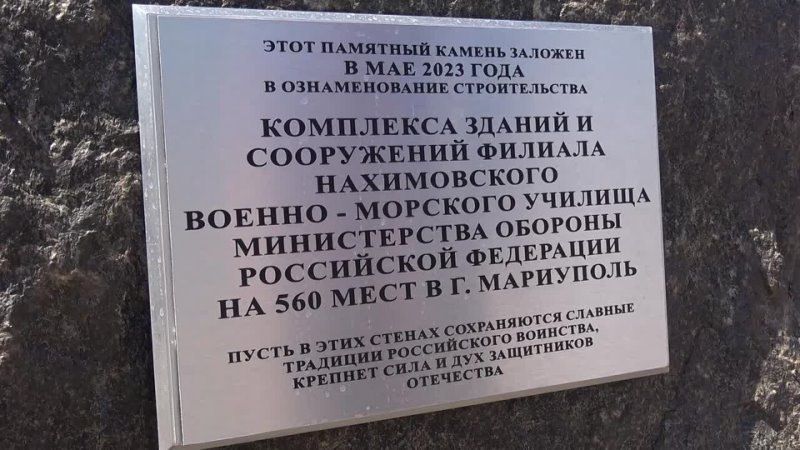 ЭТОТ ПАМЯТНЫЙ КАМЕНЬ ЗАЛОЖЕН
В МАЕ 2023 ГОДА
В ОЗНАМЕНОВАНИЕ СТРОИТЕЛЬСТВА
КОМПЛЕКСА ЗДАНИЙ И
СООРУЖЕНИЙ ФИЛИАЛА
НАХИМОВСКОГО
ВОЕННО - МОРСКОГО УЧИЛИЩА
МИНИСТЕРСТВА ОБОРОНЫ
РОССИЙСКОЙ ФЕДЕРАЦИИ
НА 560 МЕСТ В Г. МАРИУПОЛЬ
ПУСТЬ В ЭТИХ СТЕНАХ СОХРАНЯЮТСЯ СЛАВНЫЕ
ТРАДИЦИИ РОССИЙСКОГО ВОИНСТВА,
КРЕПНЕТ СИЛА И ДУХ ЗАЩИТНИКОВ
ОТЕЧЕСТВА